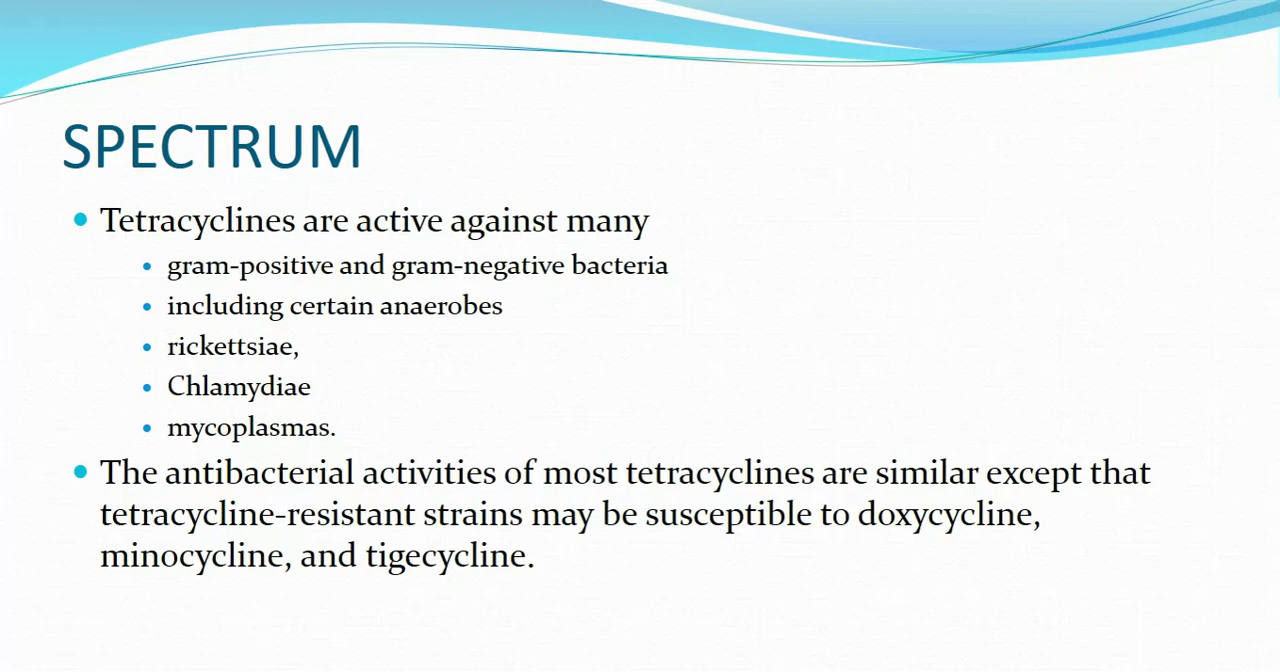 SPECTRUM
• Tetracyclines are active against many
• gram-positive and gram-negative bacteria
• including certain anaerobes
• rickettsiae,
• Chlamydiae
• mycoplasmas.
• The antibacterial activities of most tetracyclines are similar except that
tetracycline-resistant strains may be susceptible to doxycycline,
minocycline, and tigecycline.